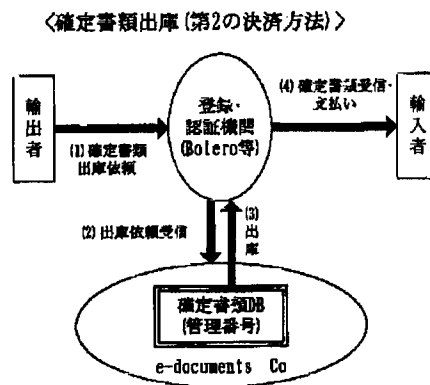 〈確定書類出庫(第2の決済方法)〉
輸出者
(1)確定書類
出庫依頼
登録・
認証機関
(Bolero等)
(4)確定書類受信・
支払い
輸入者
(2)出庫依頼受信
(3)出庫
確定書類DB
(管理番号)
e-documents Co